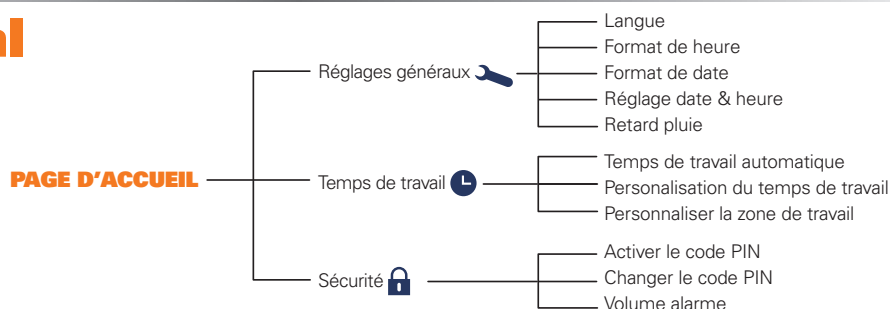 Langue
Format de heure
Réglages généraux
Format de date
Réglage date & heure
Retard pluie
PAGE D'ACCUEIL
Temps de travail
Temps de travail automatique
Personalisation du temps de travail
Personnaliser la zone de travail
Sécurité
Activer le code PIN
Changer le code PIN
Volume alarme